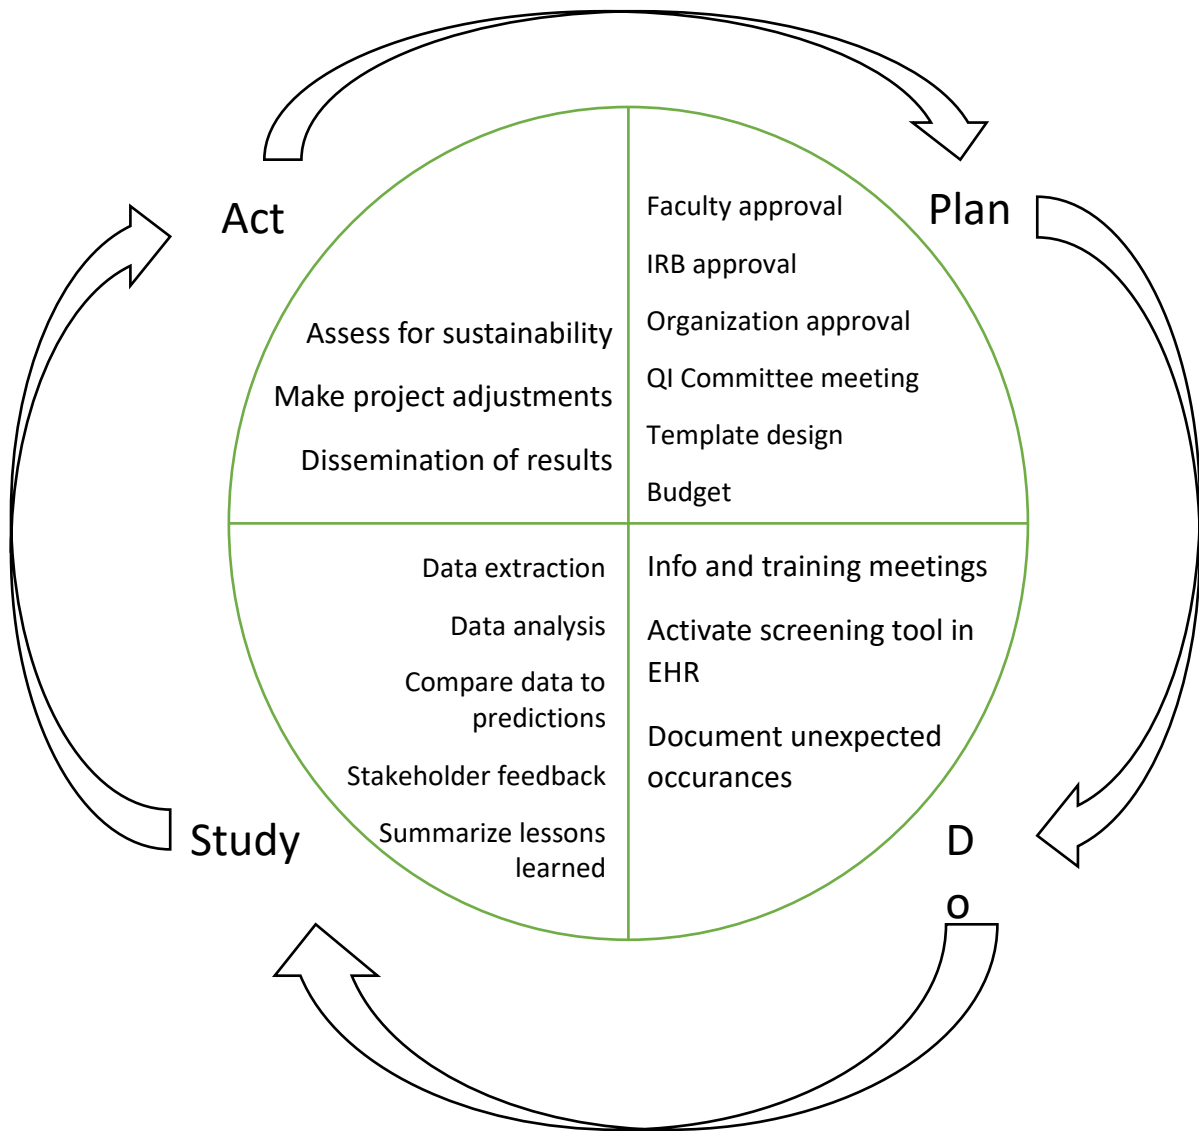 Act
Plan
Faculty approval
IRB approval
Organization approval
QI Committee meeting
Template design
Budget
Assess for sustainability
Make project adjustments
Dissemination of results
Data extraction
Data analysis
Compare data to
predictions
Stakeholder feedback
Summarize lessons
learned
Info and training meetings
Activate screening tool in
EHR
Document unexpected
occurances
Study
D
o